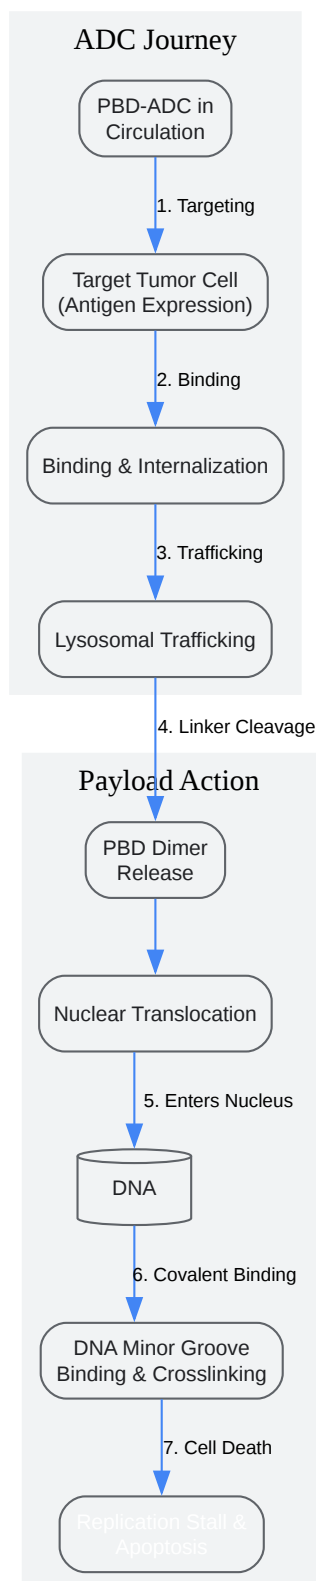 ADC Journey
PBD-ADC in
Circulation
1. Targeting
Target Tumor Cell
(Antigen Expression)
2. Binding
Binding & Internalization
3. Trafficking
Lysosomal Trafficking
4. Linker Cleavage
Payload Action
PBD Dimer
Release
Nuclear Translocation
5. Enters Nucleus
DNA
6. Covalent Binding
DNA Minor Groove
Binding & Crosslinking
7. Cell Death
Replication Stall &
Apoptosis